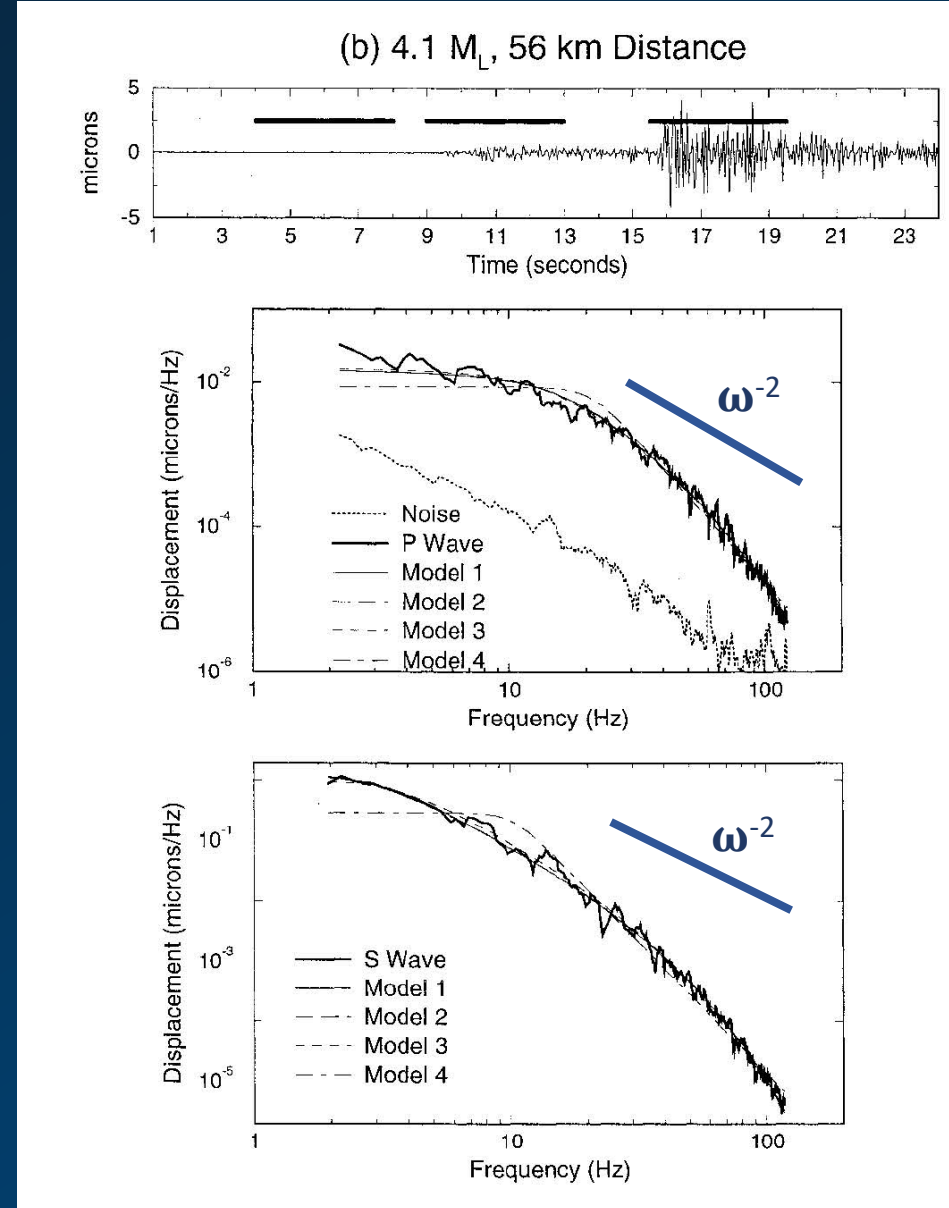 (b) 4.1 M_L, 56 km Distance
5
0
-5
microns
1 3 5 7 9 11 13 15 17 19 21 23
Time (seconds)
10⁻²
10⁻⁴
10⁻⁶
Displacement (microns/Hz)
ω⁻²
Noise
P Wave
Model 1
Model 2
Model 3
Model 4
1 10 100
Frequency (Hz)
10⁻¹
10⁻³
10⁻⁵
Displacement (microns/Hz)
ω⁻²
S Wave
Model 1
Model 2
Model 3
Model 4
1 10 100
Frequency (Hz)